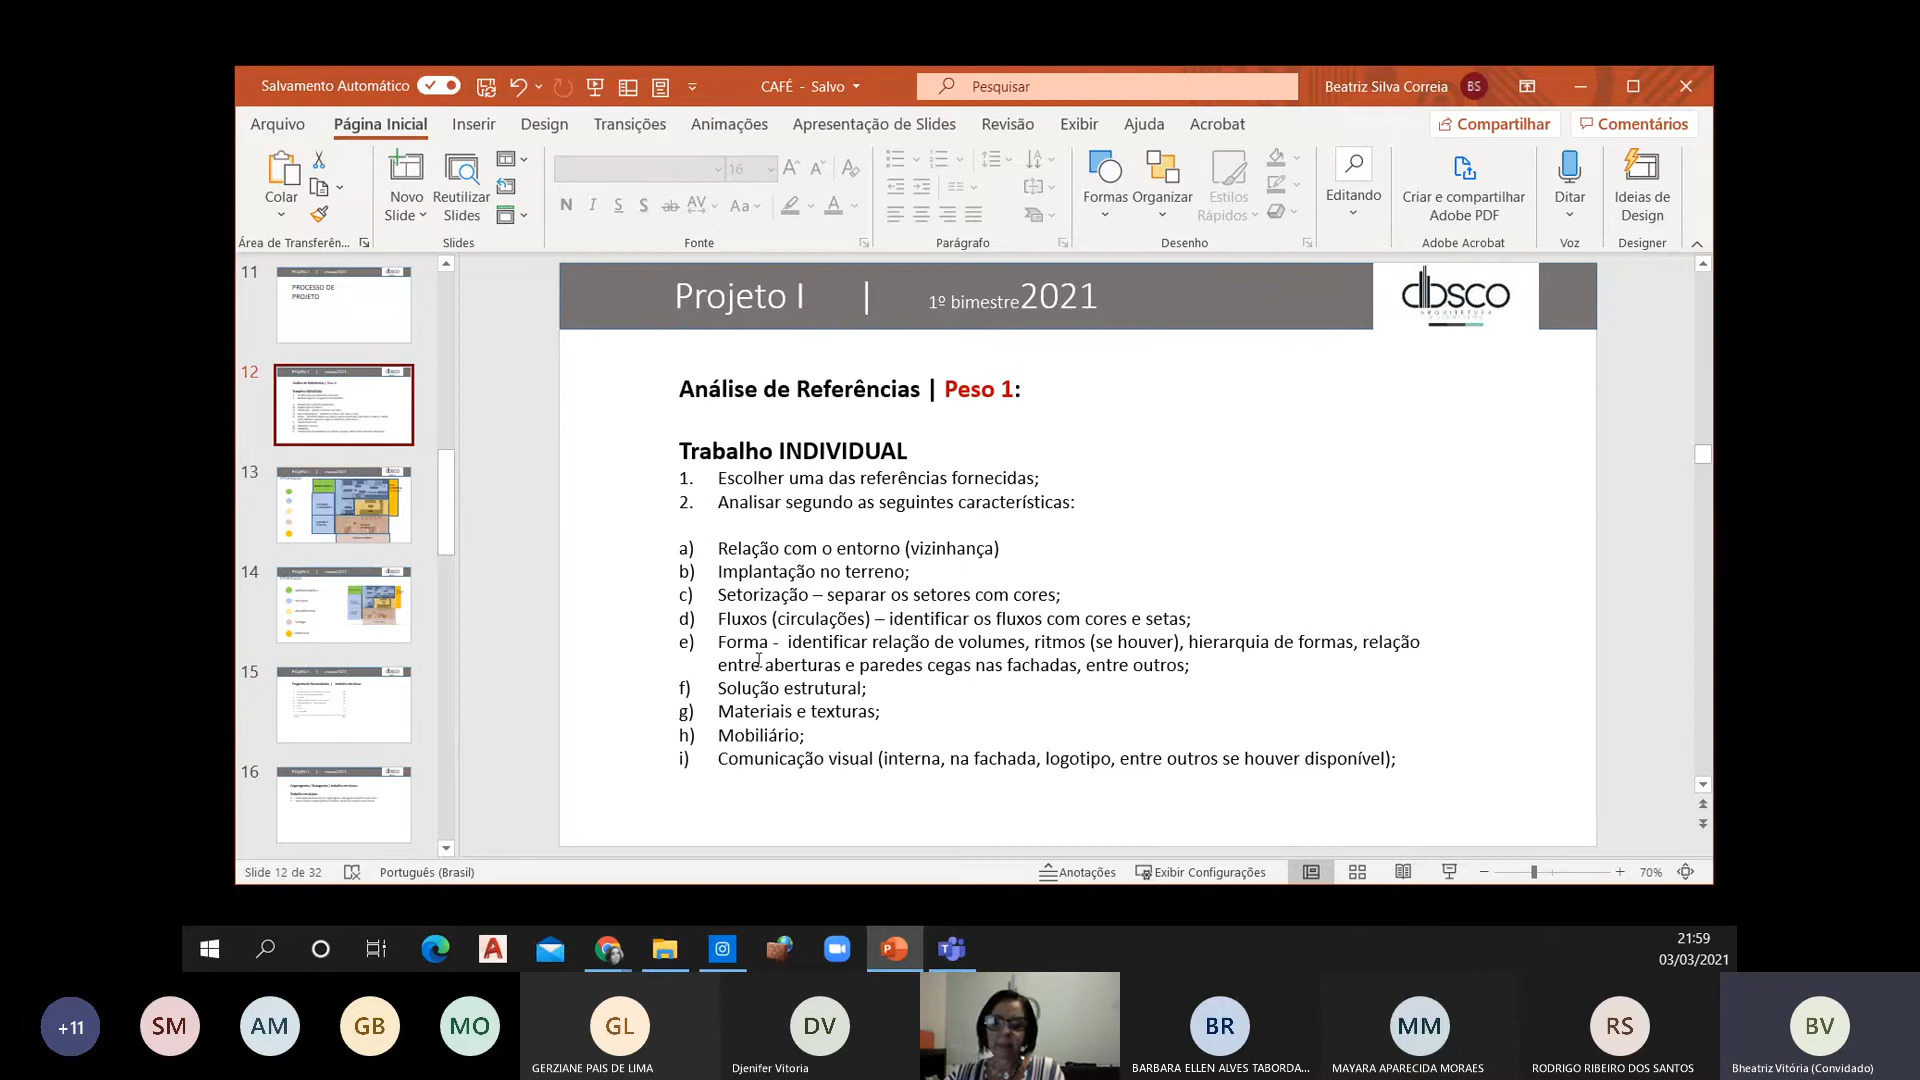 Salvamento Automático
CAFÉ - Salvo
Pesquisar
Beatriz Silva Correia
BS
Arquivo
Página Inicial
Inserir
Design
Transições
Animações
Apresentação de Slides
Revisão
Exibir
Ajuda
Acrobat
Compartilhar
Comentários
Colar
Novo
Slide
Reutilizar
Slides
16
N I S S ab AV Aa A
Formas
Organizar
Estilos
Rápidos
Editando
Criar e compartilhar
Adobe PDF
Ditar
Ideias de
Design
Área de Transferên...
Slides
Fonte
Parágrafo
Desenho
Adobe Acrobat
Voz
Designer
11
PROCESSO DE
PROJETO
12
13
14
15
16
Projeto I | 1º bimestre2021
dbsco
ARQUITETURA
Análise de Referências | Peso 1:
Trabalho INDIVIDUAL
1. Escolher uma das referências fornecidas;
2. Analisar segundo as seguintes características:
a) Relação com o entorno (vizinhança)
b) Implantação no terreno;
c) Setorização – separar os setores com cores;
d) Fluxos (circulações) – identificar os fluxos com cores e setas;
e) Forma - identificar relação de volumes, ritmos (se houver), hierarquia de formas, relação
entre aberturas e paredes cegas nas fachadas, entre outros;
f) Solução estrutural;
g) Materiais e texturas;
h) Mobiliário;
i) Comunicação visual (interna, na fachada, logotipo, entre outros se houver disponível);
Slide 12 de 32
Português (Brasil)
Anotações
Exibir Configurações
70%
21:59
03/03/2021
+11
SM
AM
GB
MO
GL
GERZIANE PAIS DE LIMA
DV
Djenifer Vitoria
BR
BARBARA ELLEN ALVES TABORDA...
MM
MAYARA APARECIDA MORAES
RS
RODRIGO RIBEIRO DOS SANTOS
BV
Bheatriz Vitória (Convidado)